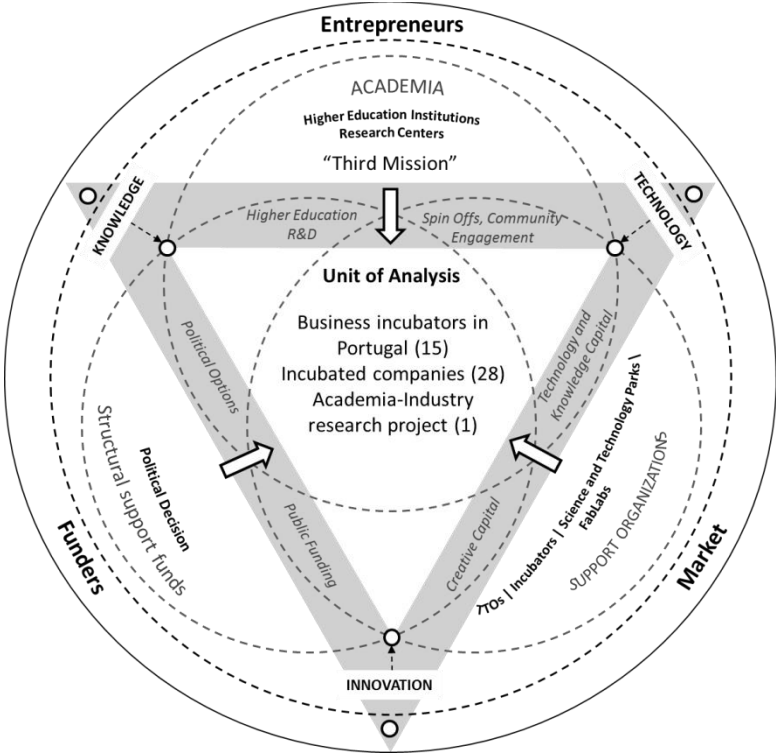 Entrepreneurs
ACADEMIA
Higher Education Institutions
Research Centers
“Third Mission”
KNOWLEDGE
TECHNOLOGY
Higher Education
R&D
Spin Offs, Community
Engagement
Unit of Analysis
Business incubators in
Portugal (15)
Incubated companies (28)
Academia-Industry
research project (1)
Political Options
Public Funding
Technology and
Knowledge Capital
Creative Capital
Structural support funds
Political Decision
Funders
TTOs | Incubators | Science and Technology Parks |
FabLabs
SUPPORT ORGANIZATIONS
Market
INNOVATION